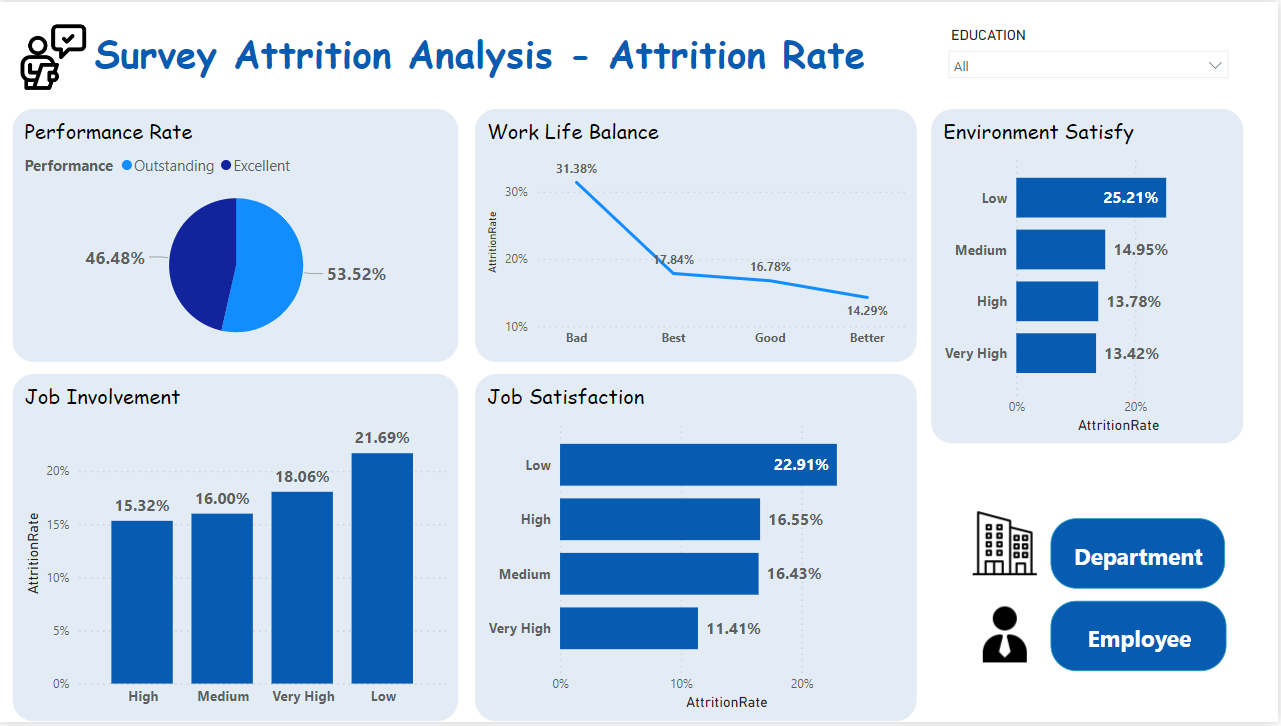 Survey Attrition Analysis - Attrition Rate
EDUCATION
All
Performance Rate
Performance Outstanding Excellent
46.48%
53.52%
Work Life Balance
AttritionRate
30%
20%
10%
31.38%
17.84%
16.78%
14.29%
Bad Best Good Better
Environment Satisfy
Low 25.21%
Medium 14.95%
High 13.78%
Very High 13.42%
0% 20%
AttritionRate
Job Involvement
AttritionRate
20%
15%
10%
5%
0%
15.32%
16.00%
18.06%
21.69%
High Medium Very High Low
Job Satisfaction
Low 22.91%
High 16.55%
Medium 16.43%
Very High 11.41%
0% 10% 20%
AttritionRate
Department
Employee